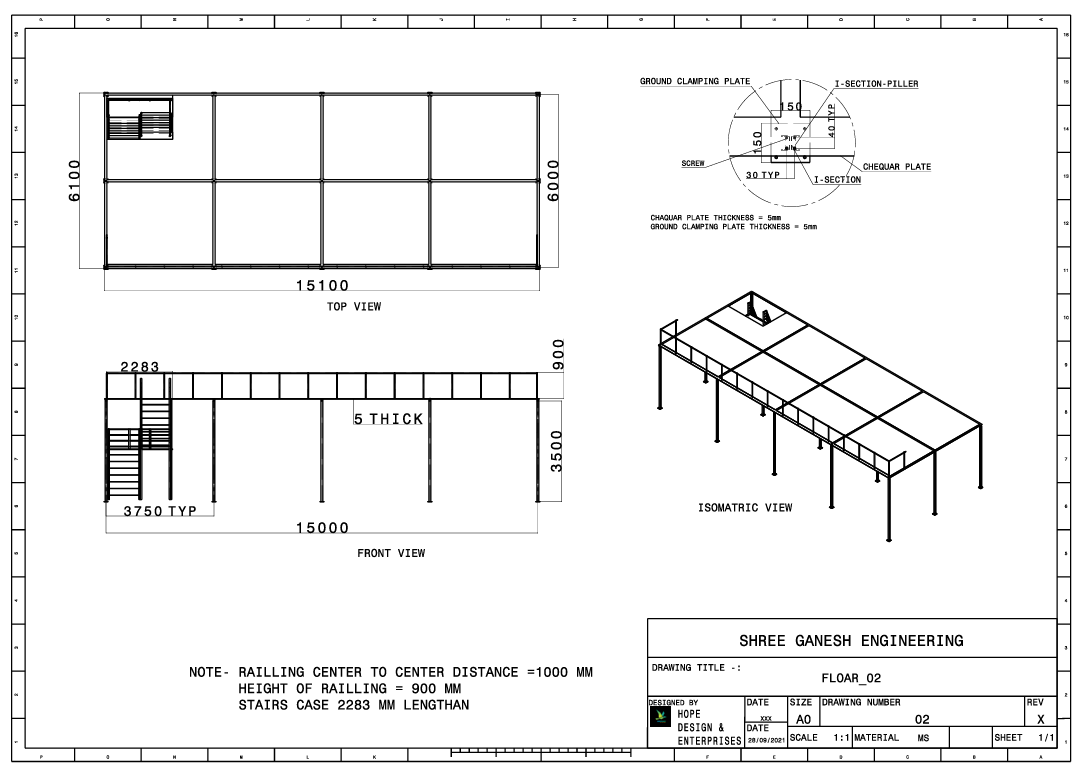 GROUND CLAMPING PLATE
I-SECTION-PILLER
150
40 TYP
150
SCREW
CHEQUAR PLATE
30 TYP
I-SECTION
CHAQUAR PLATE THICKNESS = 5mm
GROUND CLAMPING PLATE THICKNESS = 5mm
6100
6000
15100
TOP VIEW
2283
900
5 THICK
3500
3750 TYP
15000
FRONT VIEW
ISOMATRIC VIEW
NOTE- RAILLING CENTER TO CENTER DISTANCE =1000 MM
HEIGHT OF RAILLING = 900 MM
STAIRS CASE 2283 MM LENGTHAN
SHREE GANESH ENGINEERING
DRAWING TITLE -:
FLOAR_02
DESIGNED BY
HOPE
DESIGN &
ENTERPRISES
DATE
XXX
DATE
28/09/2021
SIZE
A0
DRAWING NUMBER
02
REV
X
SCALE 1:1
MATERIAL MS
SHEET 1/1